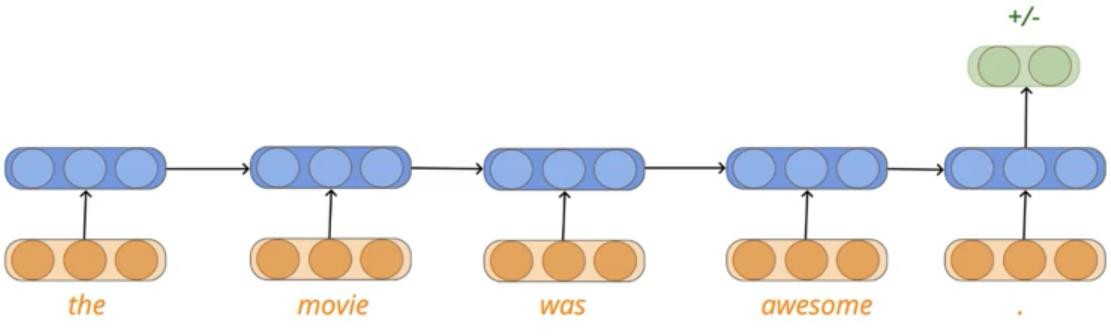 +/-
the movie was awesome .